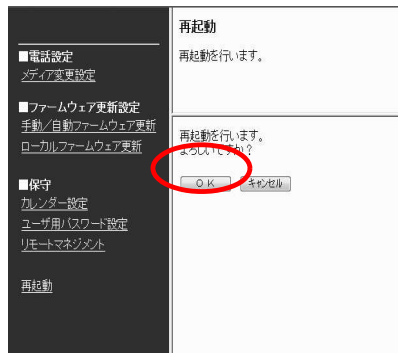 ■電話設定
メディア変更設定
■ファームウェア更新設定
手動/自動ファームウェア更新
ローカルファームウェア更新
■保守
カレンダー設定
ユーザ用パスワード設定
リモートマネジメント
再起動
再起動
再起動を行います。
再起動を行います。
よろしいですか?
OK
キャンセル